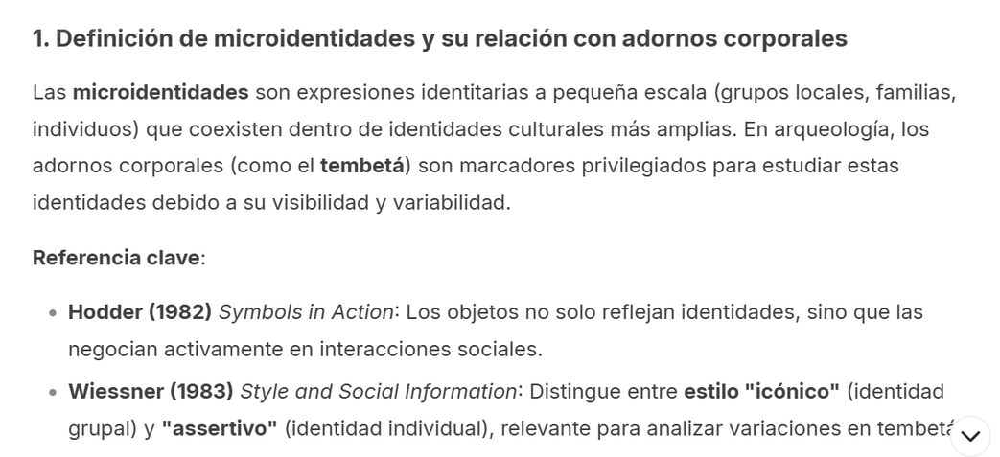 1. Definición de microidentidades y su relación con adornos corporales
Las microidentidades son expresiones identitarias a pequeña escala (grupos locales, familias,
individuos) que coexisten dentro de identidades culturales más amplias. En arqueología, los
adornos corporales (como el tembetá) son marcadores privilegiados para estudiar estas
identidades debido a su visibilidad y variabilidad.
Referencia clave:
• Hodder (1982) Symbols in Action: Los objetos no solo reflejan identidades, sino que las
negocian activamente en interacciones sociales.
• Wiessner (1983) Style and Social Information: Distingue entre estilo "icónico" (identidad
grupal) y "assertivo" (identidad individual), relevante para analizar variaciones en tembetá